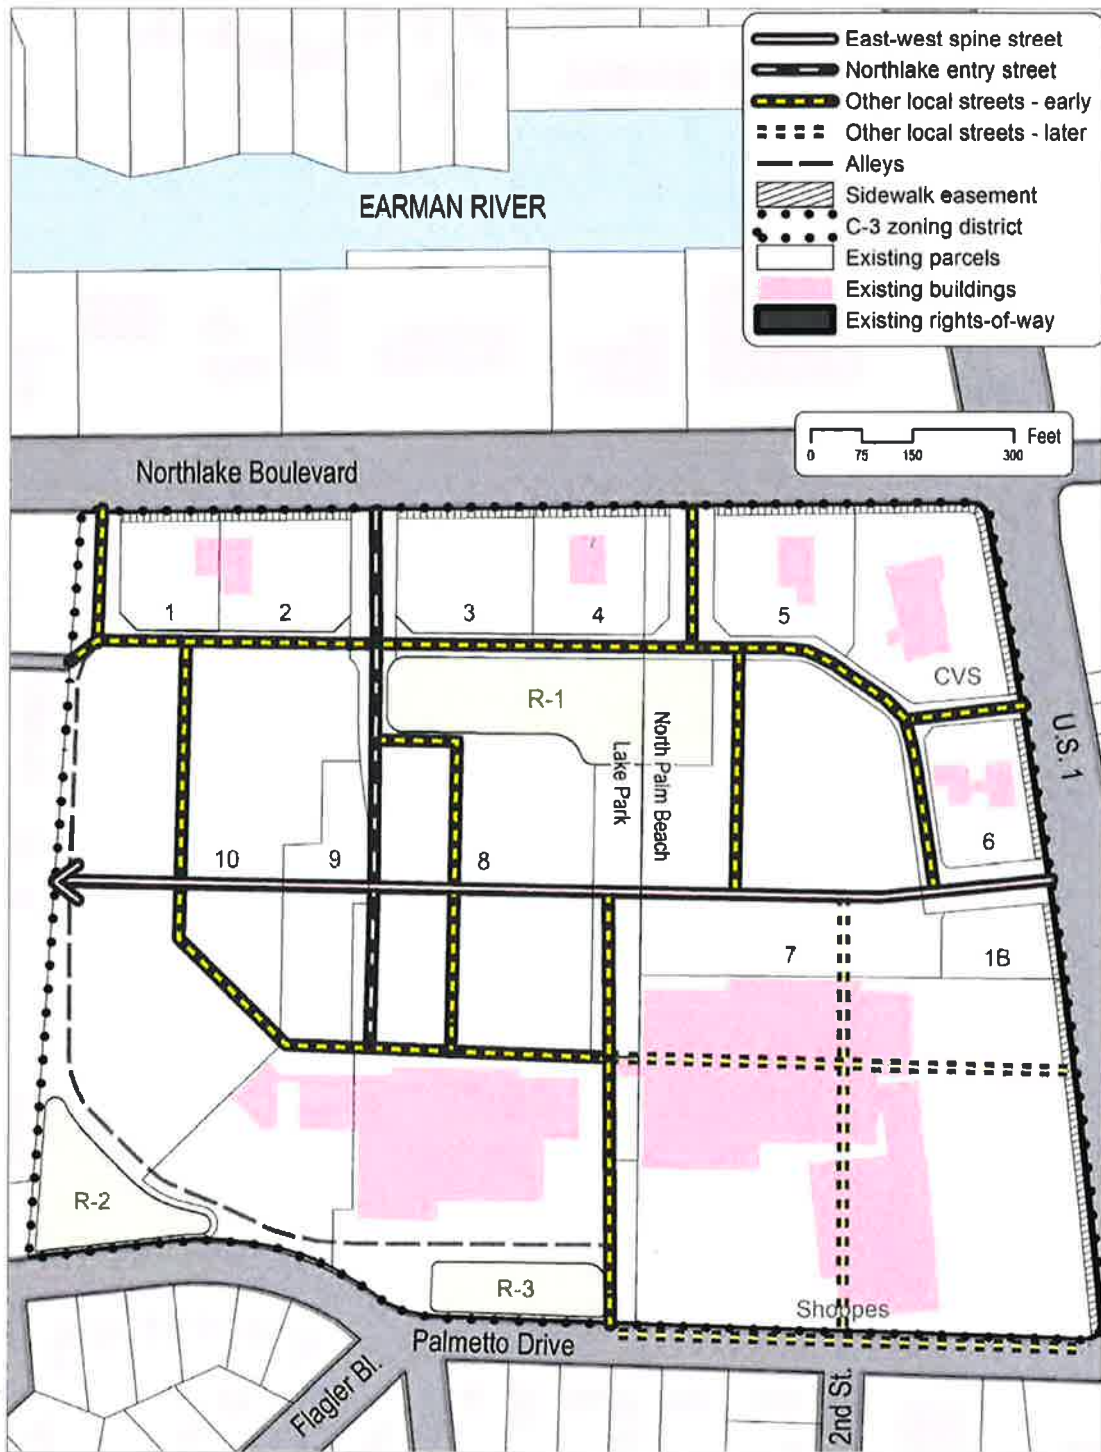 East-west spine street
Northlake entry street
Other local streets - early
Other local streets - later
Alleys
Sidewalk easement
C-3 zoning district
Existing parcels
Existing buildings
Existing rights-of-way
EARMAN RIVER
Feet
0 75 150 300
Northlake Boulevard
1 2 3 4 5
CVS
R-1
North Palm Beach
Lake Park
U.S. 1
6
10 9 8
7 1B
R-2
R-3
Shoppes
Palmetto Drive
Flagler Bl.
2nd St.